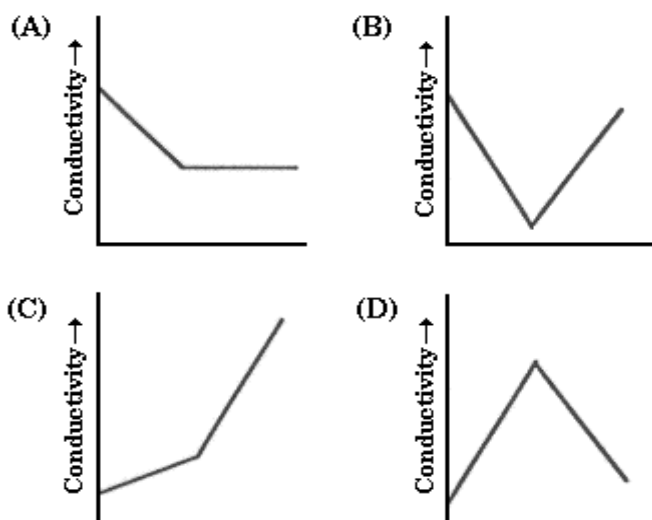 (A)
Conductivity →
(B)
Conductivity →
(C)
Conductivity →
(D)
Conductivity →